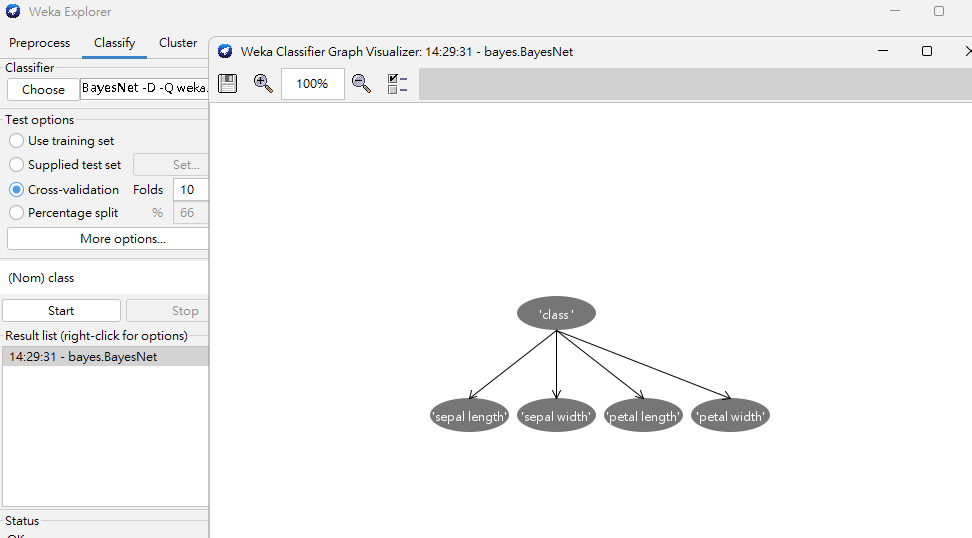 Weka Explorer
Preprocess Classify Cluster
Classifier
Choose BayesNet -D -Q weka.
Test options
Use training set
Supplied test set Set...
Cross-validation Folds 10
Percentage split % 66
More options...
(Nom) class
Start Stop
Result list (right-click for options)
14:29:31 - bayes.BayesNet
Status
OK
Weka Classifier Graph Visualizer: 14:29:31 - bayes.BayesNet
100%
'class '
'sepal length' 'sepal width' 'petal length' 'petal width'